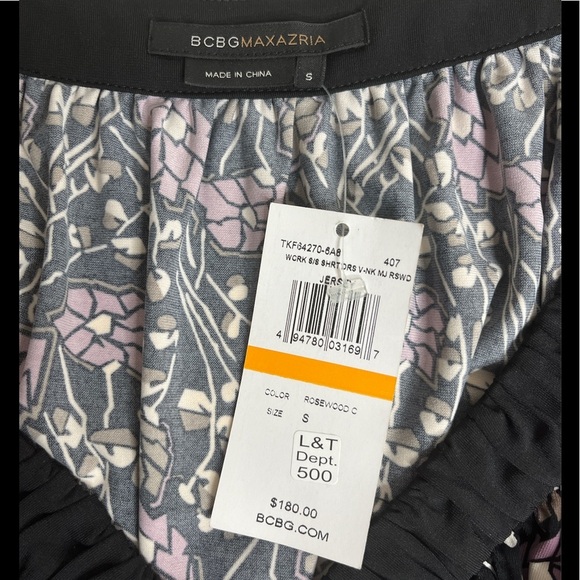 BCBGMAXAZRIA
MADE IN CHINA S
TKF64270-6A8 407
WORK S/S SHRT DRS V-NK MJ RSWD
JERS
4 94780 03169 7
COLOR ROSEWOOD C
SIZE S
L&T
Dept.
500
$180.00
BCBG.COM